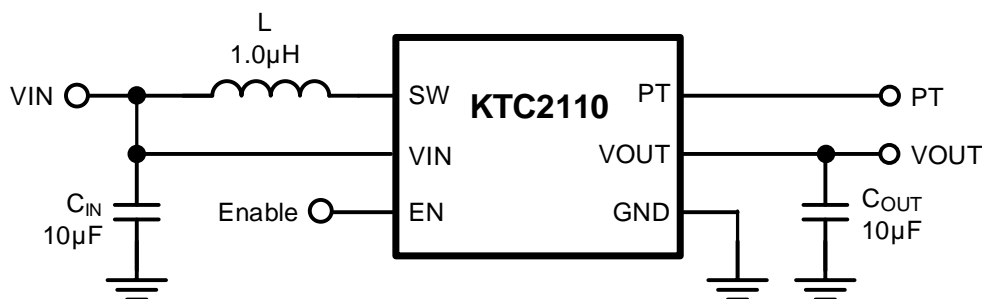 L
1.0µH
VIN
SW
KTC2110
PT
PT
VIN
VOUT
VOUT
CIN
10µF
Enable
EN
GND
COUT
10µF